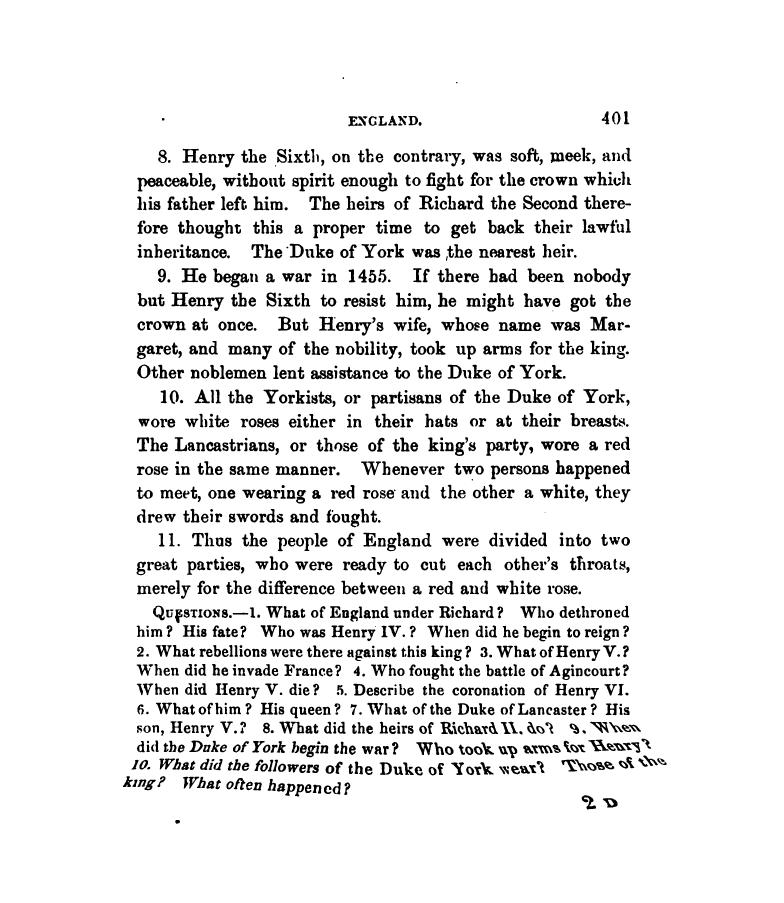 ENGLAND. 401
8. Henry the Sixth, on the contrary, was soft, meek, and
peaceable, without spirit enough to fight for the crown which
his father left him. The heirs of Richard the Second there-
fore thought this a proper time to get back their lawful
inheritance. The Duke of York was the nearest heir.
9. He began a war in 1455. If there had been nobody
but Henry the Sixth to resist him, he might have got the
crown at once. But Henry's wife, whose name was Mar-
garet, and many of the nobility, took up arms for the king.
Other noblemen lent assistance to the Duke of York.
10. All the Yorkists, or partisans of the Duke of York,
wore white roses either in their hats or at their breasts.
The Lancastrians, or those of the king's party, wore a red
rose in the same manner. Whenever two persons happened
to meet, one wearing a red rose and the other a white, they
drew their swords and fought.
11. Thus the people of England were divided into two
great parties, who were ready to cut each other's throats,
merely for the difference between a red and white rose.
QUESTIONS.—1. What of England under Richard? Who dethroned
him? His fate? Who was Henry IV.? When did he begin to reign?
2. What rebellions were there against this king? 3. What of Henry V.?
When did he invade France? 4. Who fought the battle of Agincourt?
When did Henry V. die? 5. Describe the coronation of Henry VI.
6. What of him? His queen? 7. What of the Duke of Lancaster? His
son, Henry V.? 8. What did the heirs of Richard II. do? 9. When
did the Duke of York begin the war? Who took up arms for Henry?
10. What did the followers of the Duke of York wear? Those of the
king? What often happened?
2 D